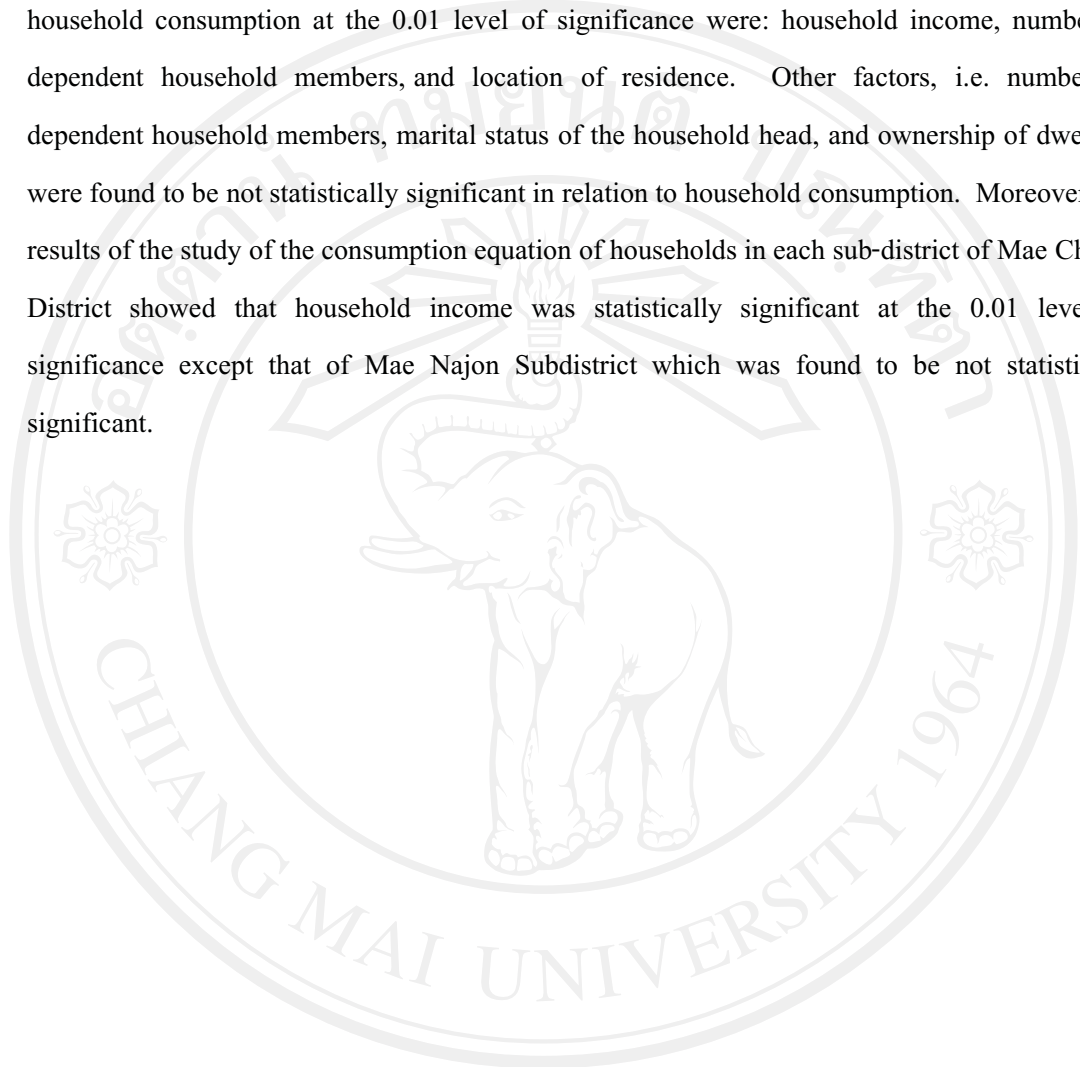 household consumption at the 0.01 level of significance were: household income, numbe
dependent household members, and location of residence. Other factors, i.e. numbe
dependent household members, marital status of the household head, and ownership of dwe
were found to be not statistically significant in relation to household consumption. Moreover
results of the study of the consumption equation of households in each sub-district of Mae Ch
District showed that household income was statistically significant at the 0.01 leve
significance except that of Mae Najon Subdistrict which was found to be not statisti
significant.
CHIANG MAI UNIVERSITY 1964